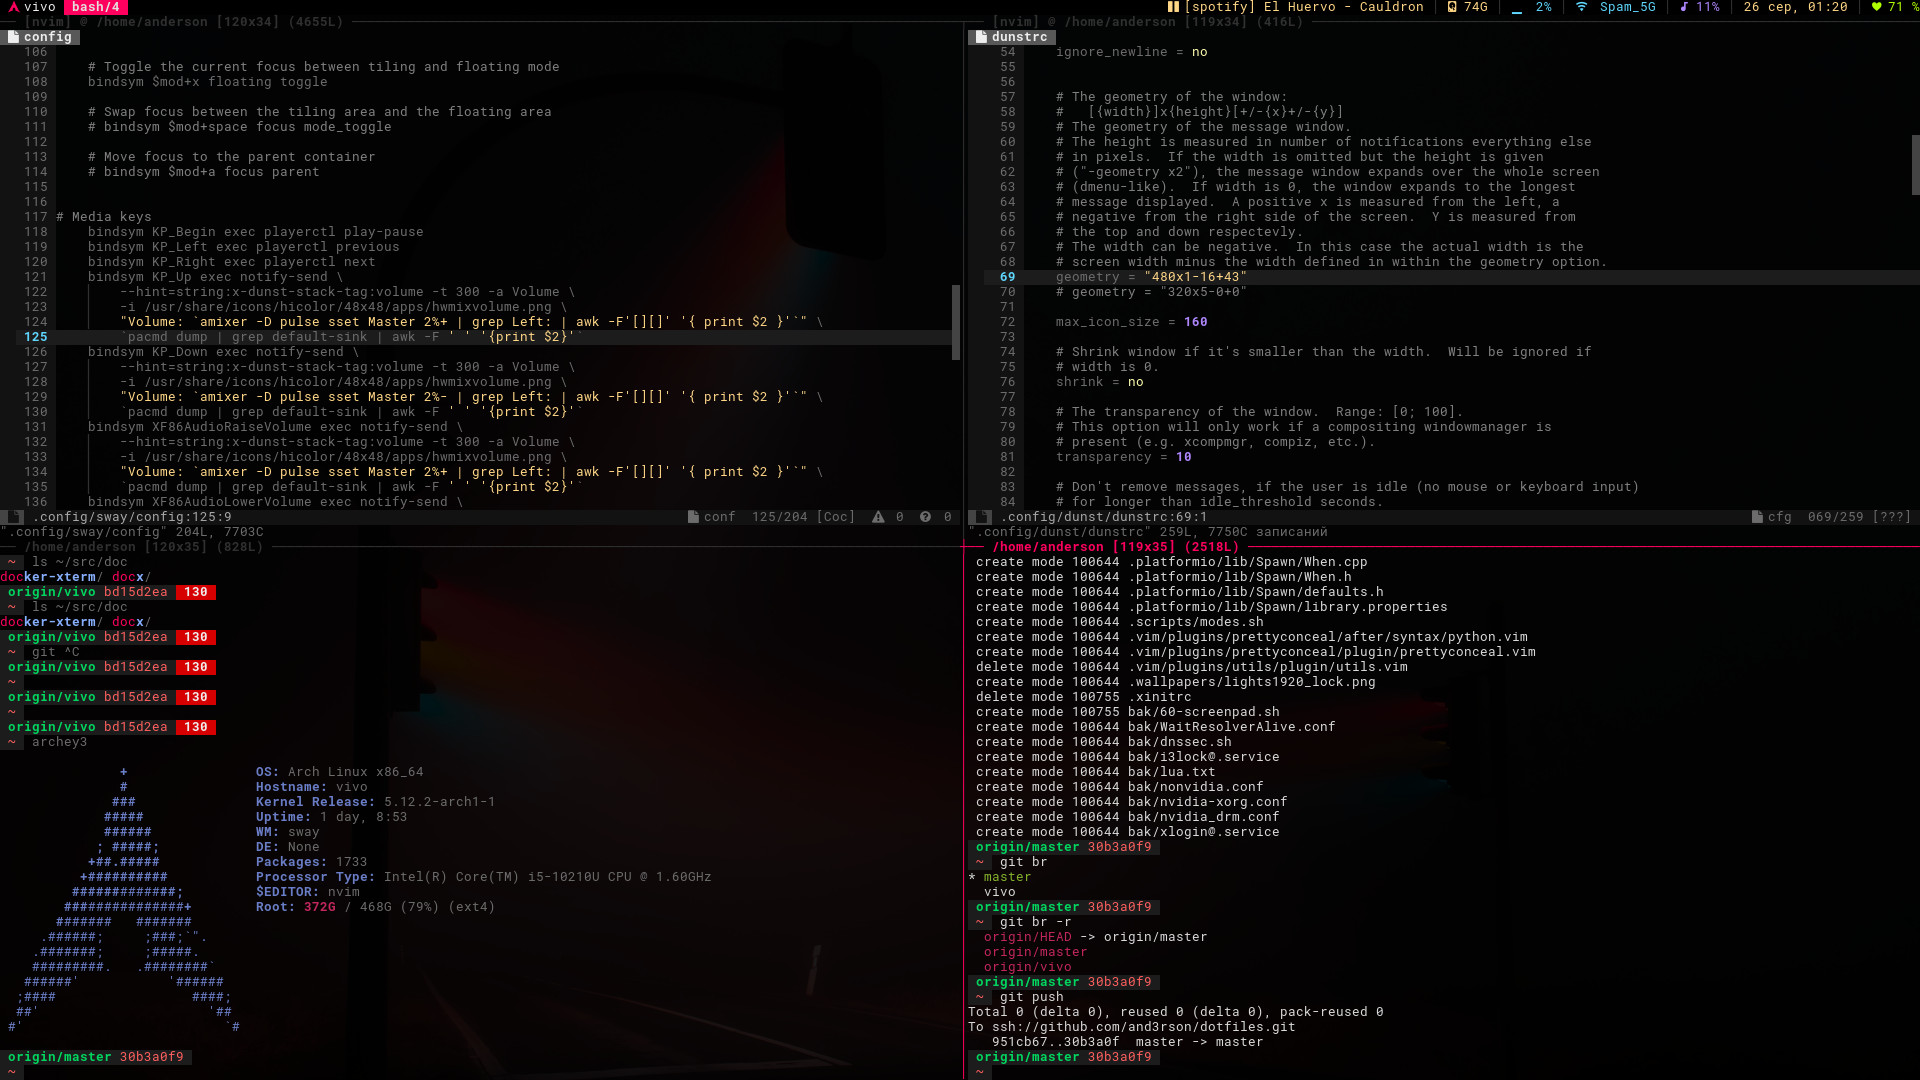 vivo bash/4 [spotify] El Huervo - Cauldron 74G 2% Spam_5G 11% 26 сер, 01:20 71 %
[nvim] @ /home/anderson [120x34] (4655L)
config
106
107 # Toggle the current focus between tiling and floating mode
108 bindsym $mod+x floating toggle
109
110 # Swap focus between the tiling area and the floating area
111 # bindsym $mod+space focus mode_toggle
112
113 # Move focus to the parent container
114 # bindsym $mod+a focus parent
115
116
117 # Media keys
118 bindsym KP_Begin exec playerctl play-pause
119 bindsym KP_Left exec playerctl previous
120 bindsym KP_Right exec playerctl next
121 bindsym KP_Up exec notify-send \
122 --hint=string:x-dunst-stack-tag:volume -t 300 -a Volume \
123 -i /usr/share/icons/hicolor/48x48/apps/hwmixvolume.png \
124 "Volume: `amixer -D pulse sset Master 2%+ | grep Left: | awk -F'[][]' '{ print $2 }'`" \
125 `pacmd dump | grep default-sink | awk -F ' ' '{print $2}'`
126 bindsym KP_Down exec notify-send \
127 --hint=string:x-dunst-stack-tag:volume -t 300 -a Volume \
128 -i /usr/share/icons/hicolor/48x48/apps/hwmixvolume.png \
129 "Volume: `amixer -D pulse sset Master 2%- | grep Left: | awk -F'[][]' '{ print $2 }'`" \
130 `pacmd dump | grep default-sink | awk -F ' ' '{print $2}'`
131 bindsym XF86AudioRaiseVolume exec notify-send \
132 --hint=string:x-dunst-stack-tag:volume -t 300 -a Volume \
133 -i /usr/share/icons/hicolor/48x48/apps/hwmixvolume.png \
134 "Volume: `amixer -D pulse sset Master 2%+ | grep Left: | awk -F'[][]' '{ print $2 }'`" \
135 `pacmd dump | grep default-sink | awk -F ' ' '{print $2}'`
136 bindsym XF86AudioLowerVolume exec notify-send \
.config/sway/config:125:9 conf 125/204 [Coc] 0 0
".config/sway/config" 204L, 7703C
[nvim] @ /home/anderson [119x34] (416L)
dunstrc
54 ignore_newline = no
55
56
57 # The geometry of the window:
58 # [{width}]x{height}[+/-{x}+/-{y}]
59 # The geometry of the message window.
60 # The height is measured in number of notifications everything else
61 # in pixels. If the width is omitted but the height is given
62 # ("-geometry x2"), the message window expands over the whole screen
63 # (dmenu-like). If width is 0, the window expands to the longest
64 # message displayed. A positive x is measured from the left, a
65 # negative from the right side of the screen. Y is measured from
66 # the top and down respectevly.
67 # The width can be negative. In this case the actual width is the
68 # screen width minus the width defined in within the geometry option.
69 geometry = "480x1-16+43"
70 # geometry = "320x5-0+0"
71
72 max_icon_size = 160
73
74 # Shrink window if it's smaller than the width. Will be ignored if
75 # width is 0.
76 shrink = no
77
78 # The transparency of the window. Range: [0; 100].
79 # This option will only work if a compositing windowmanager is
80 # present (e.g. xcompmgr, compiz, etc.).
81 transparency = 10
82
83 # Don't remove messages, if the user is idle (no mouse or keyboard input)
84 # for longer than idle_threshold seconds.
.config/dunst/dunstrc:69:1 cfg 069/259 [???]
".config/dunst/dunstrc" 259L, 7750C записаний
/home/anderson [120x35] (828L)
~ ls ~/src/doc
docker-xterm/ docx/
origin/vivo bd15d2ea 130
~ ls ~/src/doc
docker-xterm/ docx/
origin/vivo bd15d2ea 130
~ git ^C
origin/vivo bd15d2ea 130
~
origin/vivo bd15d2ea 130
~
origin/vivo bd15d2ea 130
~ archey3
+ OS: Arch Linux x86_64
# Hostname: vivo
### Kernel Release: 5.12.2-arch1-1
##### Uptime: 1 day, 8:53
###### WM: sway
; #####; DE: None
+##.##### Packages: 1733
+########## Processor Type: Intel(R) Core(TM) i5-10210U CPU @ 1.60GHz
#############; $EDITOR: nvim
###############+ Root: 372G / 468G (79%) (ext4)
####### #######
.######; ;###;`".
.#######; ;#####.
#########. .########`
######' '######
;#### ####;
##' '##
#' `#
origin/master 30b3a0f9
~
/home/anderson [119x35] (2518L)
create mode 100644 .platformio/lib/Spawn/When.cpp
create mode 100644 .platformio/lib/Spawn/When.h
create mode 100644 .platformio/lib/Spawn/defaults.h
create mode 100644 .platformio/lib/Spawn/library.properties
create mode 100644 .scripts/modes.sh
create mode 100644 .vim/plugins/prettyconceal/after/syntax/python.vim
create mode 100644 .vim/plugins/prettyconceal/plugin/prettyconceal.vim
delete mode 100644 .vim/plugins/utils/plugin/utils.vim
create mode 100644 .wallpapers/lights1920_lock.png
delete mode 100755 .xinitrc
create mode 100755 bak/60-screenpad.sh
create mode 100644 bak/WaitResolverAlive.conf
create mode 100644 bak/dnssec.sh
create mode 100644 bak/i3lock@.service
create mode 100644 bak/lua.txt
create mode 100644 bak/nonvidia.conf
create mode 100644 bak/nvidia-xorg.conf
create mode 100644 bak/nvidia_drm.conf
create mode 100644 bak/xlogin@.service
origin/master 30b3a0f9
~ git br
* master
vivo
origin/master 30b3a0f9
~ git br -r
origin/HEAD -> origin/master
origin/master
origin/vivo
origin/master 30b3a0f9
~ git push
Total 0 (delta 0), reused 0 (delta 0), pack-reused 0
To ssh://github.com/and3rson/dotfiles.git
951cb67..30b3a0f master -> master
origin/master 30b3a0f9
~